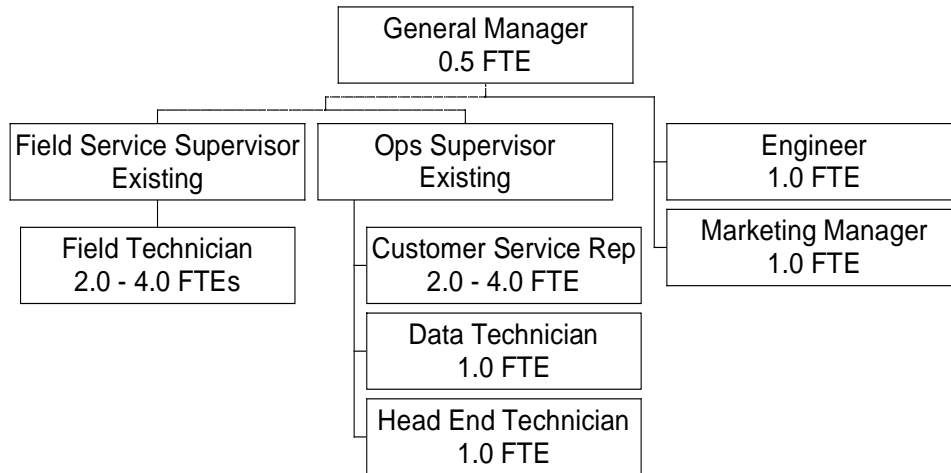 General Manager
0.5 FTE
Field Service Supervisor
Existing
Ops Supervisor
Existing
Engineer
1.0 FTE
Marketing Manager
1.0 FTE
Field Technician
2.0 - 4.0 FTEs
Customer Service Rep
2.0 - 4.0 FTE
Data Technician
1.0 FTE
Head End Technician
1.0 FTE